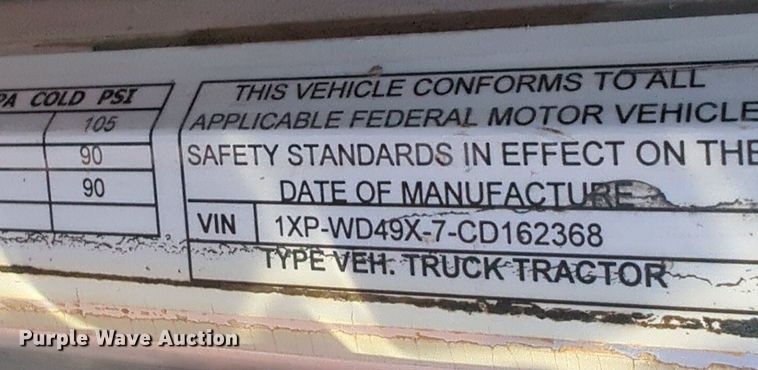 PA COLD PSI
105
90
90
THIS VEHICLE CONFORMS TO ALL
APPLICABLE FEDERAL MOTOR VEHICLE
SAFETY STANDARDS IN EFFECT ON THE
DATE OF MANUFACTURE
VIN 1XP-WD49X-7-CD162368
TYPE VEH. TRUCK TRACTOR
Purple Wave Auction